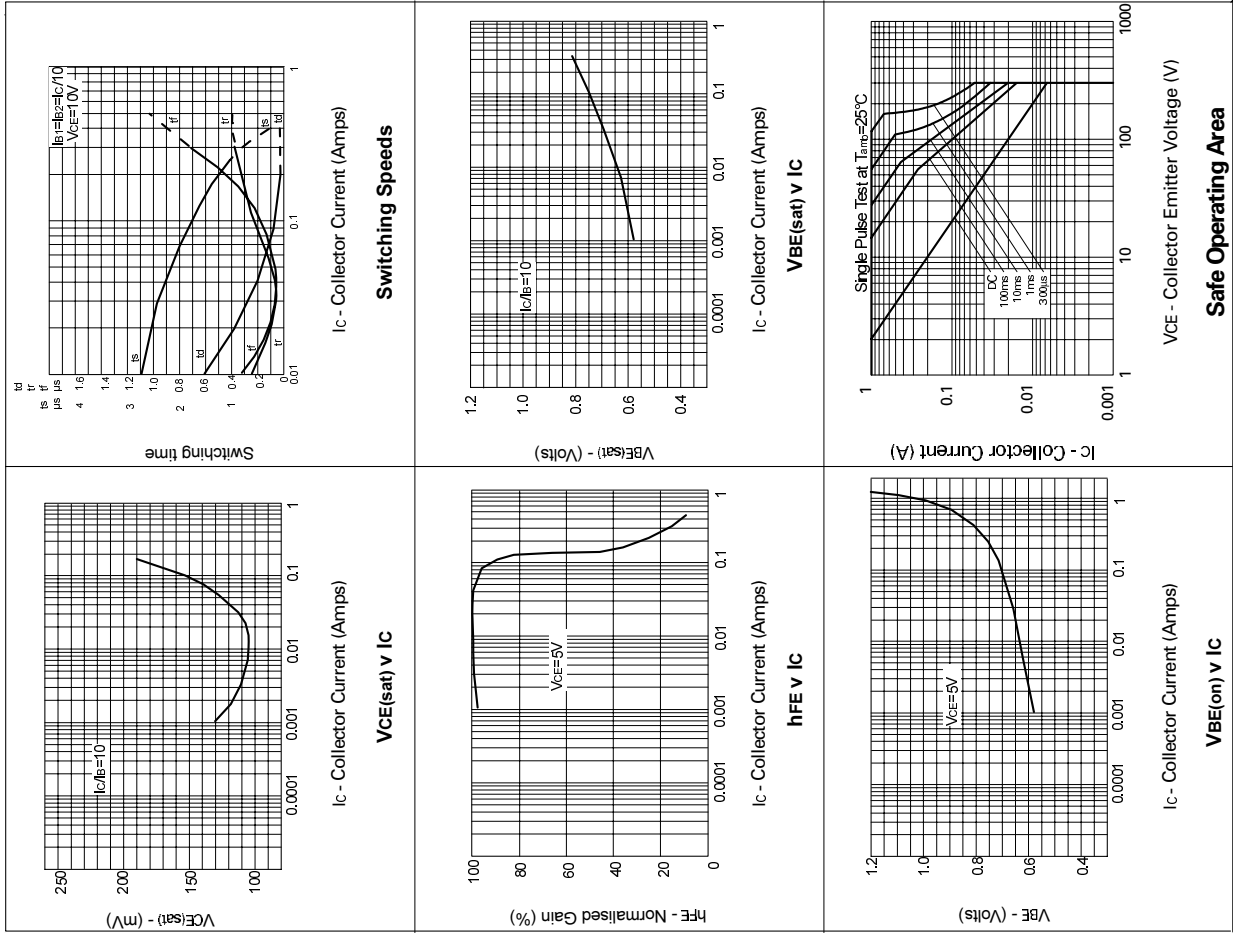 VCE(sat) - (mV)
250
200
150
100
IC/IB=10
0.0001
0.001
0.01
0.1
1
IC - Collector Current (Amps)
VCE(sat) v IC
Switching time
ts
tf
tr
td
µs
µs
4
3
2
1
1.6
1.4
1.2
1.0
0.8
0.6
0.4
0.2
0
IB1=IB2=IC/10
VCE=10V
ts
td
tf
tr
tf
tr
ts
td
0.01
0.1
1
IC - Collector Current (Amps)
Switching Speeds
hFE - Normalised Gain (%)
100
80
60
40
20
0
VCE=5V
0.0001
0.001
0.01
0.1
1
IC - Collector Current (Amps)
hFE v IC
VBE(sat) - (Volts)
1.2
1.0
0.8
0.6
0.4
IC/IB=10
0.0001
0.001
0.01
0.1
1
IC - Collector Current (Amps)
VBE(sat) v IC
VBE - (Volts)
1.2
1.0
0.8
0.6
0.4
VCE=5V
0.0001
0.001
0.01
0.1
1
IC - Collector Current (Amps)
VBE(on) v IC
IC - Collector Current (A)
1
0.1
0.01
0.001
Single Pulse Test at Tamb=25°C
DC
100ms
10ms
1ms
300µs
1
10
100
1000
VCE - Collector Emitter Voltage (V)
Safe Operating Area